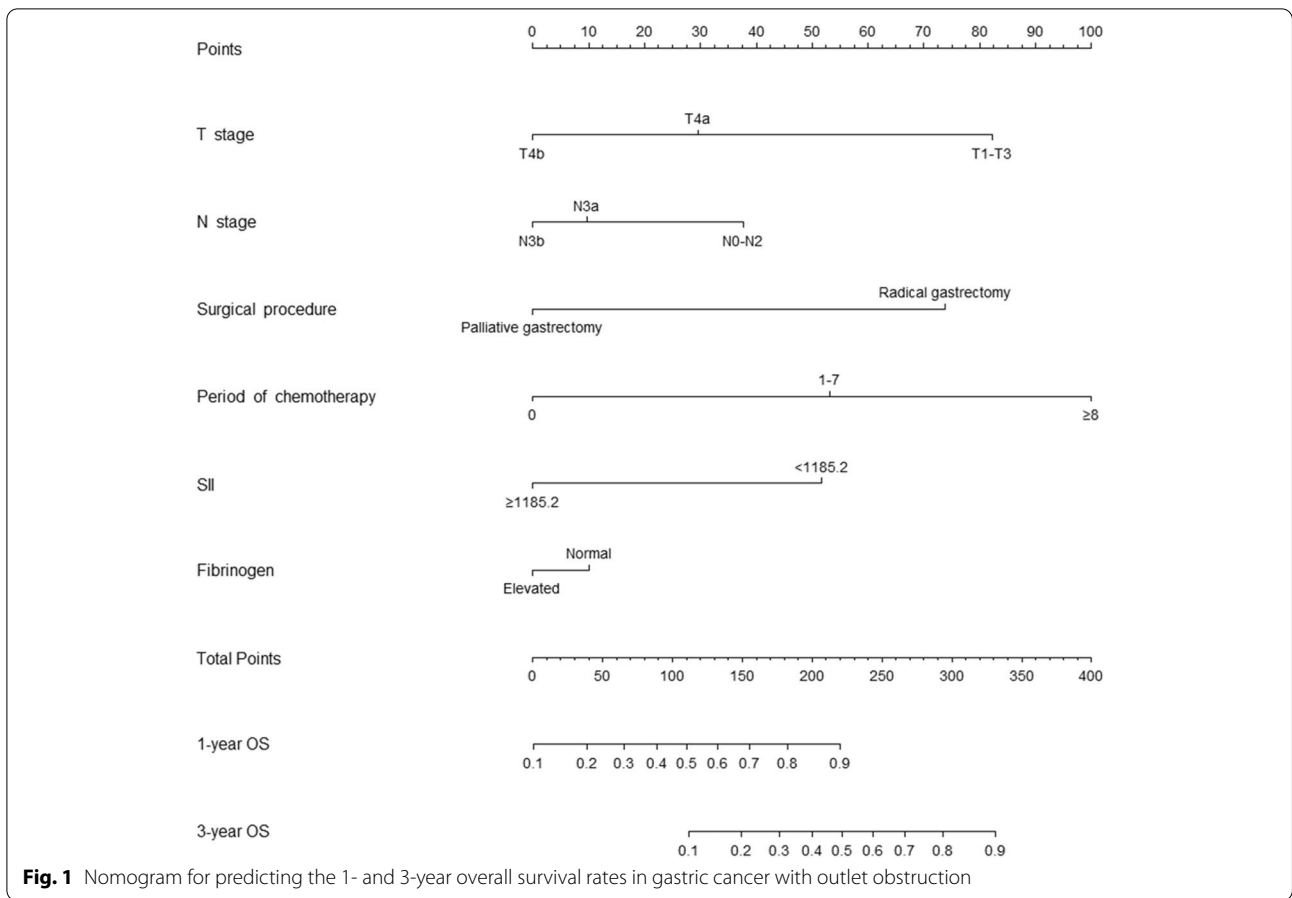 Points
0 10 20 30 40 50 60 70 80 90 100
T stage
T4a
T4b T1-T3
N stage
N3a
N3b N0-N2
Surgical procedure
Radical gastrectomy
Palliative gastrectomy
Period of chemotherapy
1-7
0 ≥8
SII
<1185.2
≥1185.2
Fibrinogen
Normal
Elevated
Total Points
0 50 100 150 200 250 300 350 400
1-year OS
0.1 0.2 0.3 0.4 0.5 0.6 0.7 0.8 0.9
3-year OS
0.1 0.2 0.3 0.4 0.5 0.6 0.7 0.8 0.9
Fig. 1 Nomogram for predicting the 1- and 3-year overall survival rates in gastric cancer with outlet obstruction